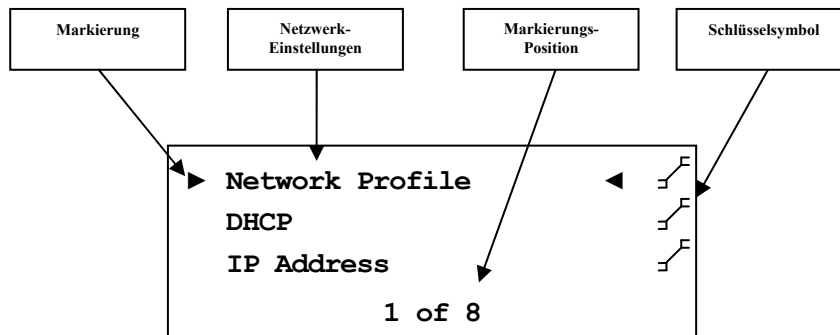 Markierung
Netzwerk-
Einstellungen
Markierungs-
Position
Schlüsselsymbol
Network Profile
DHCP
IP Address
1 of 8